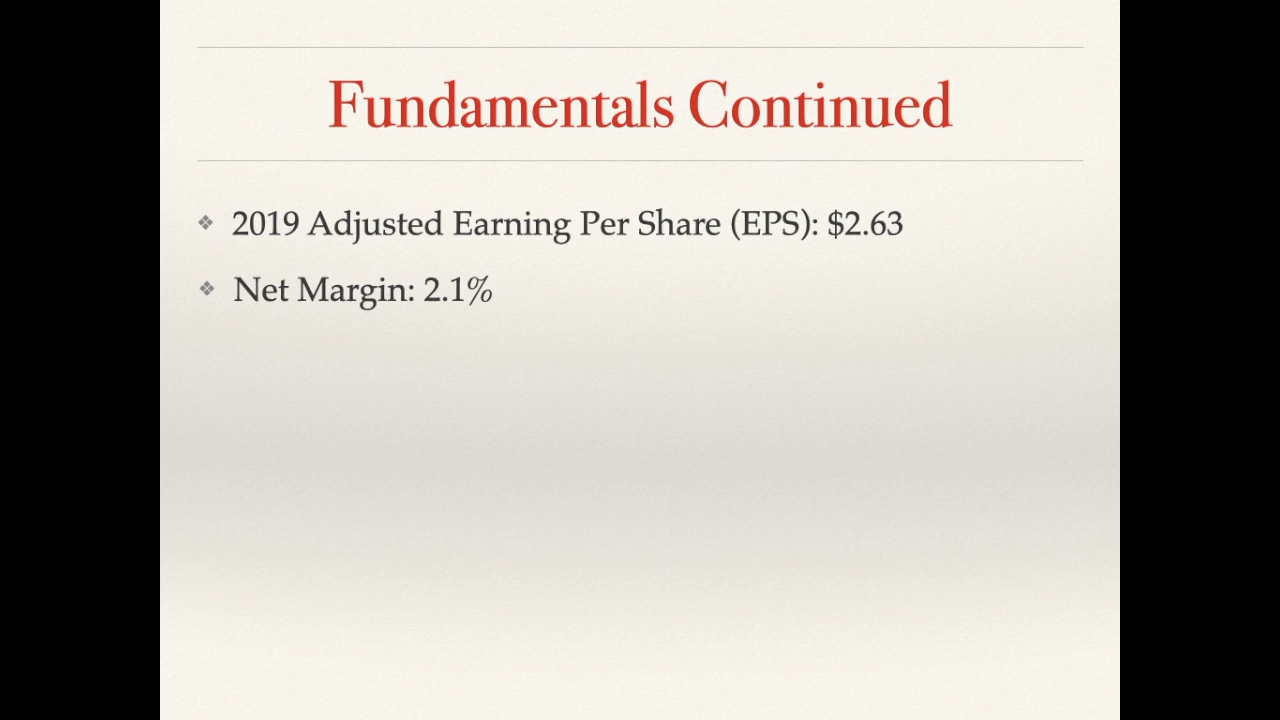 Fundamentals Continued
❖ 2019 Adjusted Earning Per Share (EPS): $2.63
❖ Net Margin: 2.1%